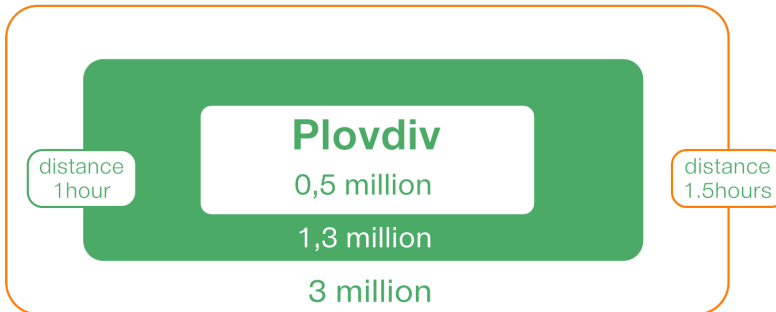 Plovdiv
0,5 million
distance
1hour
distance
1.5hours
1,3 million
3 million